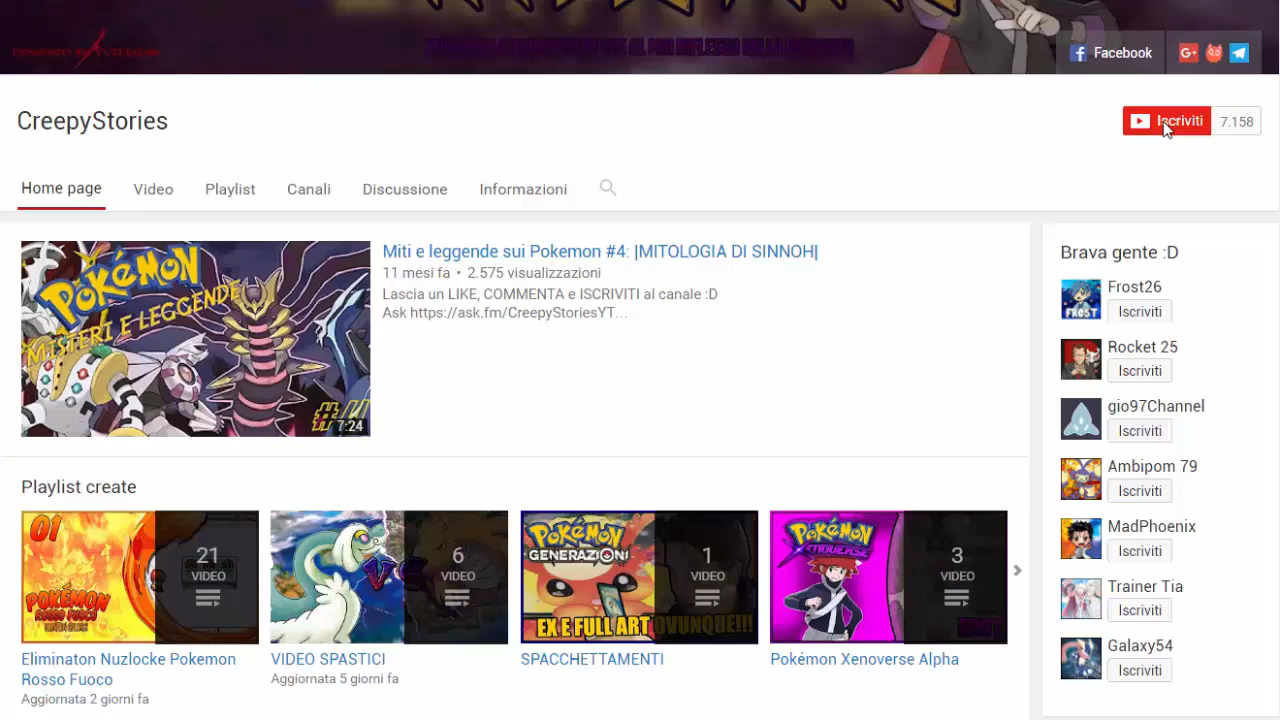 Facebook
CreepyStories
Iscriviti 7.158
Home page Video Playlist Canali Discussione Informazioni
Miti e leggende sui Pokemon #4: |MITOLOGIA DI SINNOH|
11 mesi fa • 2.575 visualizzazioni
Lascia un LIKE, COMMENTA e ISCRIVITI al canale :D
Ask https://ask.fm/CreepyStoriesYT…
POKÉMON
MISTERI E LEGGENDE
#4
7:24
Brava gente :D
Frost26
Iscriviti
FROST
Rocket 25
Iscriviti
gio97Channel
Iscriviti
Ambipom 79
Iscriviti
MadPhoenix
Iscriviti
Trainer Tia
Iscriviti
Galaxy54
Iscriviti
Playlist create
01
POKÉMON
ROSSO FUOCO
21
VIDEO
Eliminaton Nuzlocke Pokemon
Rosso Fuoco
Aggiornata 2 giorni fa
6
VIDEO
VIDEO SPASTICI
Aggiornata 5 giorni fa
POKÉMON
GENERAZIONI
EX E FULL ART OVUNQUE!!!
1
VIDEO
SPACCHETTAMENTI
POKÉMON
XENOVERSE
3
VIDEO
Pokémon Xenoverse Alpha